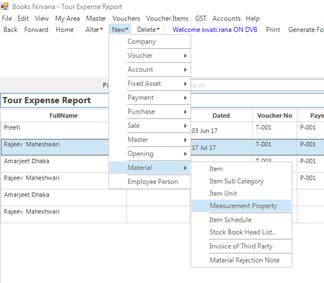 Books Nirvana - Tour Expense Report
File Edit View My Area Master Vouchers Voucher Items GST Accounts Help
Back Forward Home Alter New Delete Welcome swati.rana ON DVB Print Generate Fo
Company
Voucher
Account
Fixed Asset
Payment
Purchase
Sale
Master
Opening
Material
Employee Person
Item
Item Sub Category
Item Unit
Measurement Property
Item Schedule
Stock Book Head List..
Invoice of Third Party
Material Rejection Note
Tour Expense Report
FullName Dated Voucher No Payn
Preeti 03 Jun 17 T-001 T-001
Rajeev Maheshwari 17 Jul 17 T-001 P-001
Amarjeet Dhaka
Rajeev Maheshwari
Amarjeet Dhaka
Rajeev Maheshwari